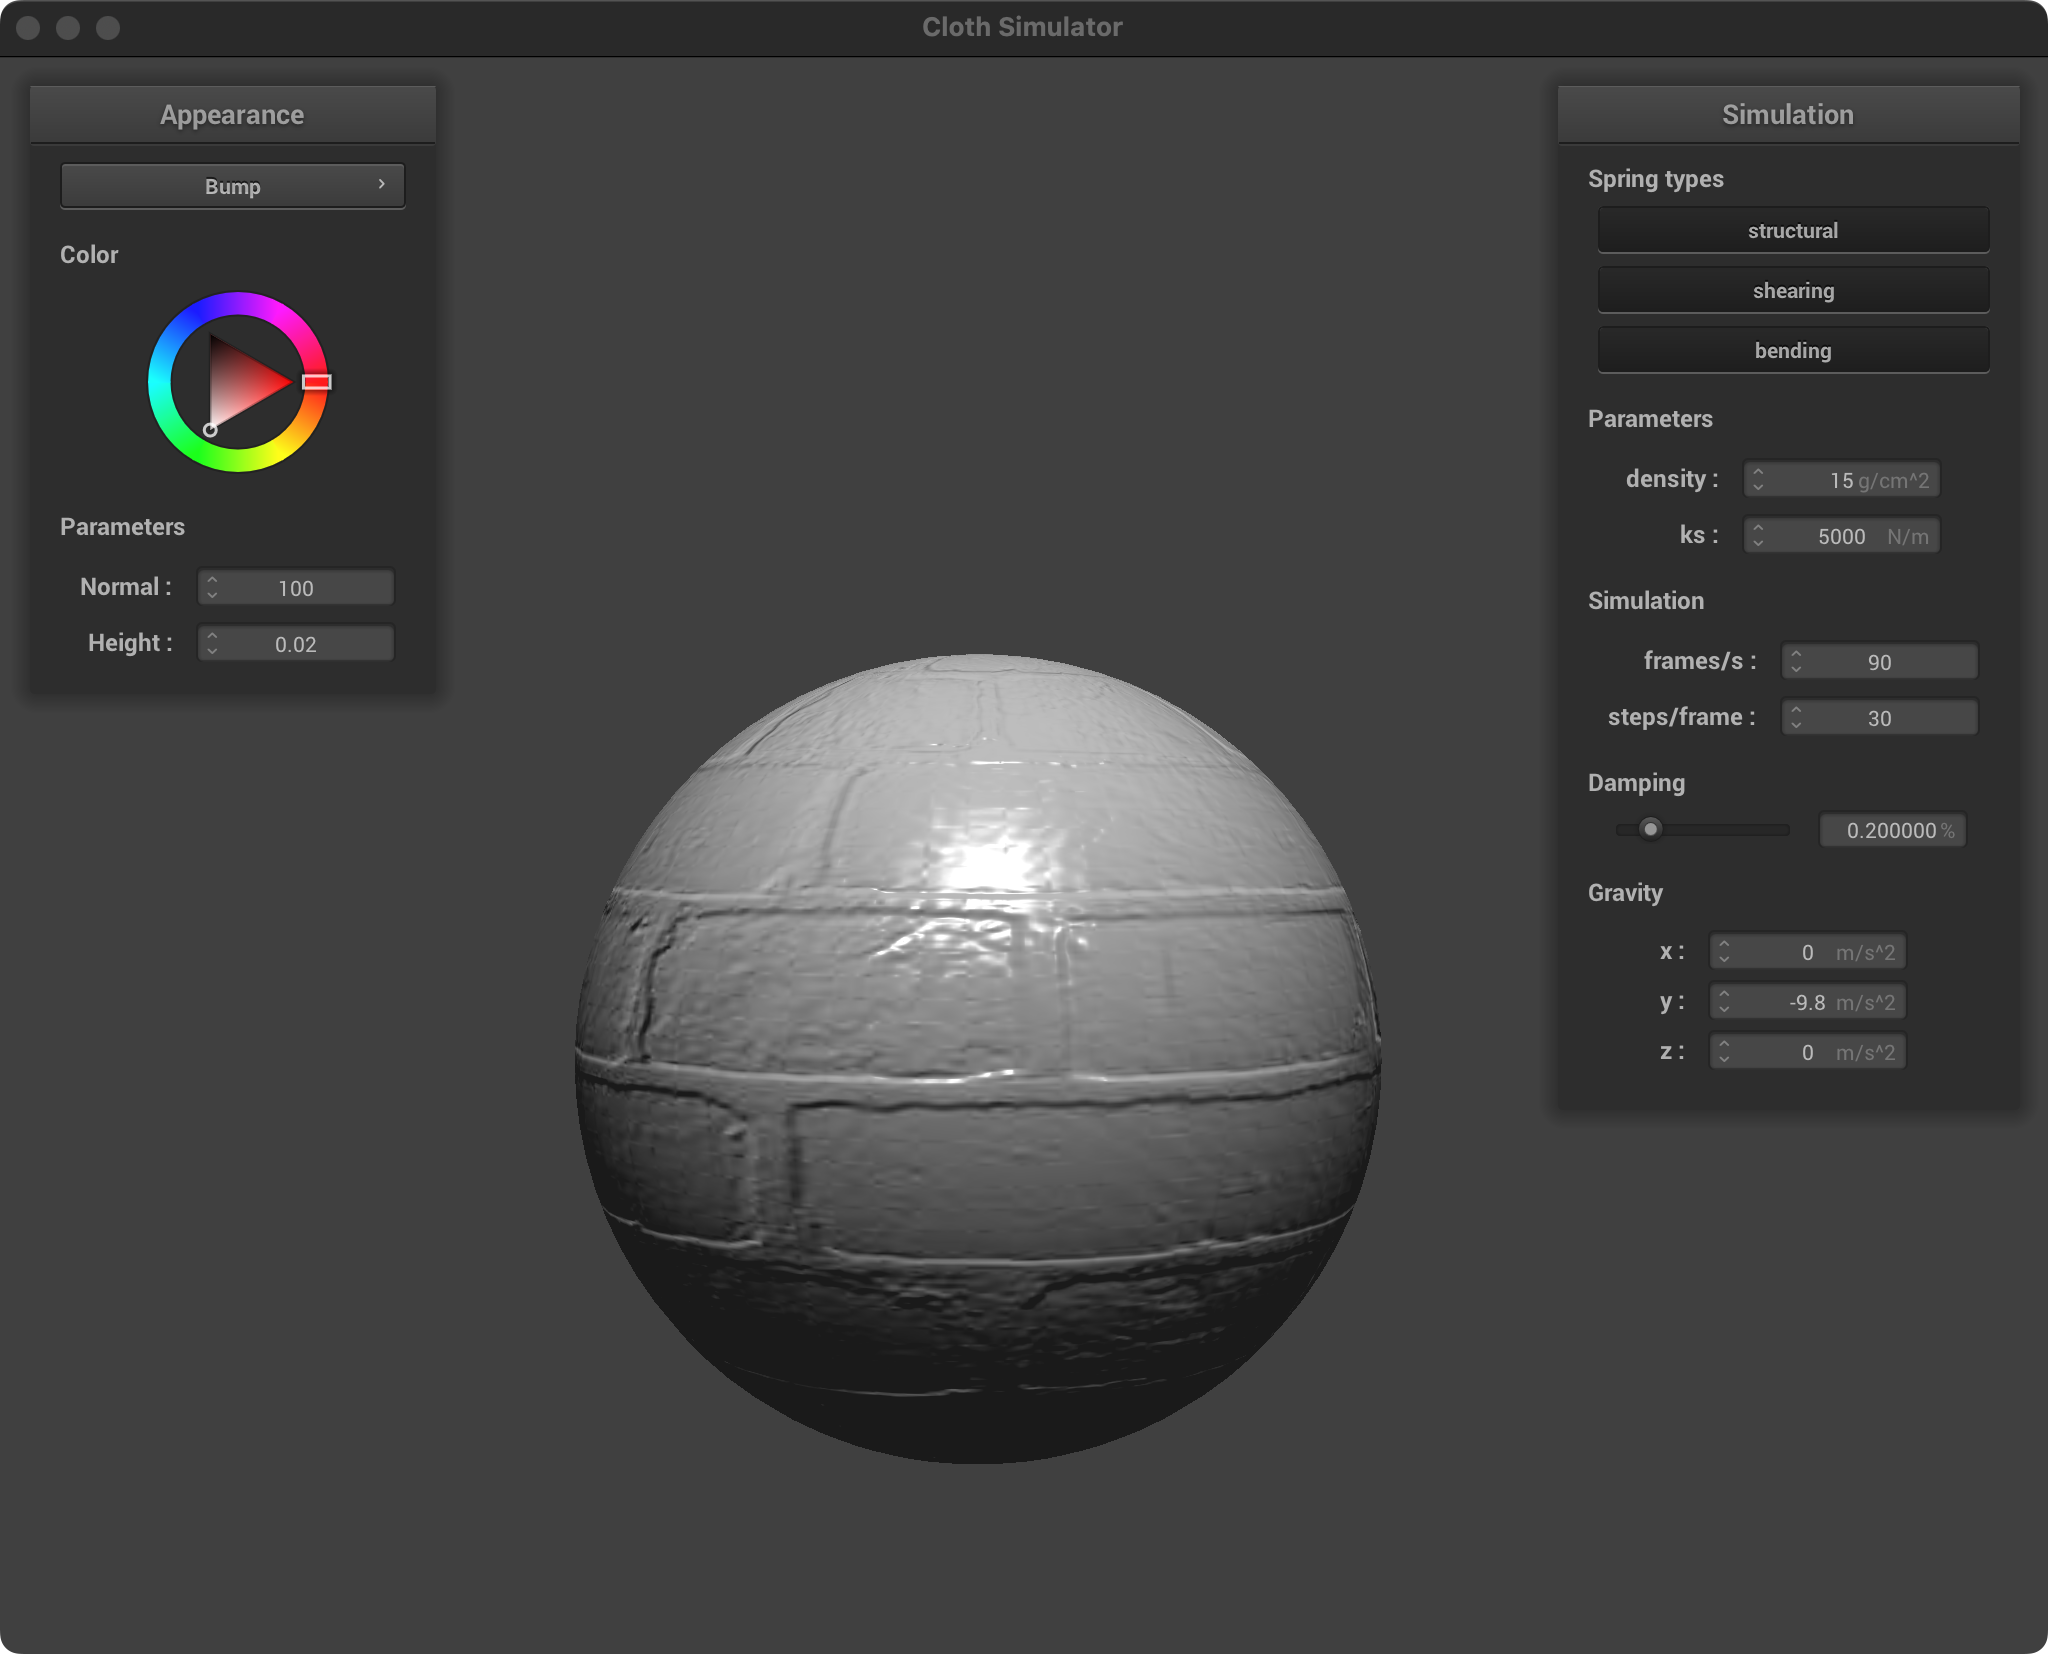 Cloth Simulator
Appearance
Bump
Color
Parameters
Normal : 100
Height : 0.02
Simulation
Spring types
structural
shearing
bending
Parameters
density : 15 g/cm^2
ks : 5000 N/m
Simulation
frames/s : 90
steps/frame : 30
Damping
0.200000 %
Gravity
x : 0 m/s^2
y : -9.8 m/s^2
z : 0 m/s^2